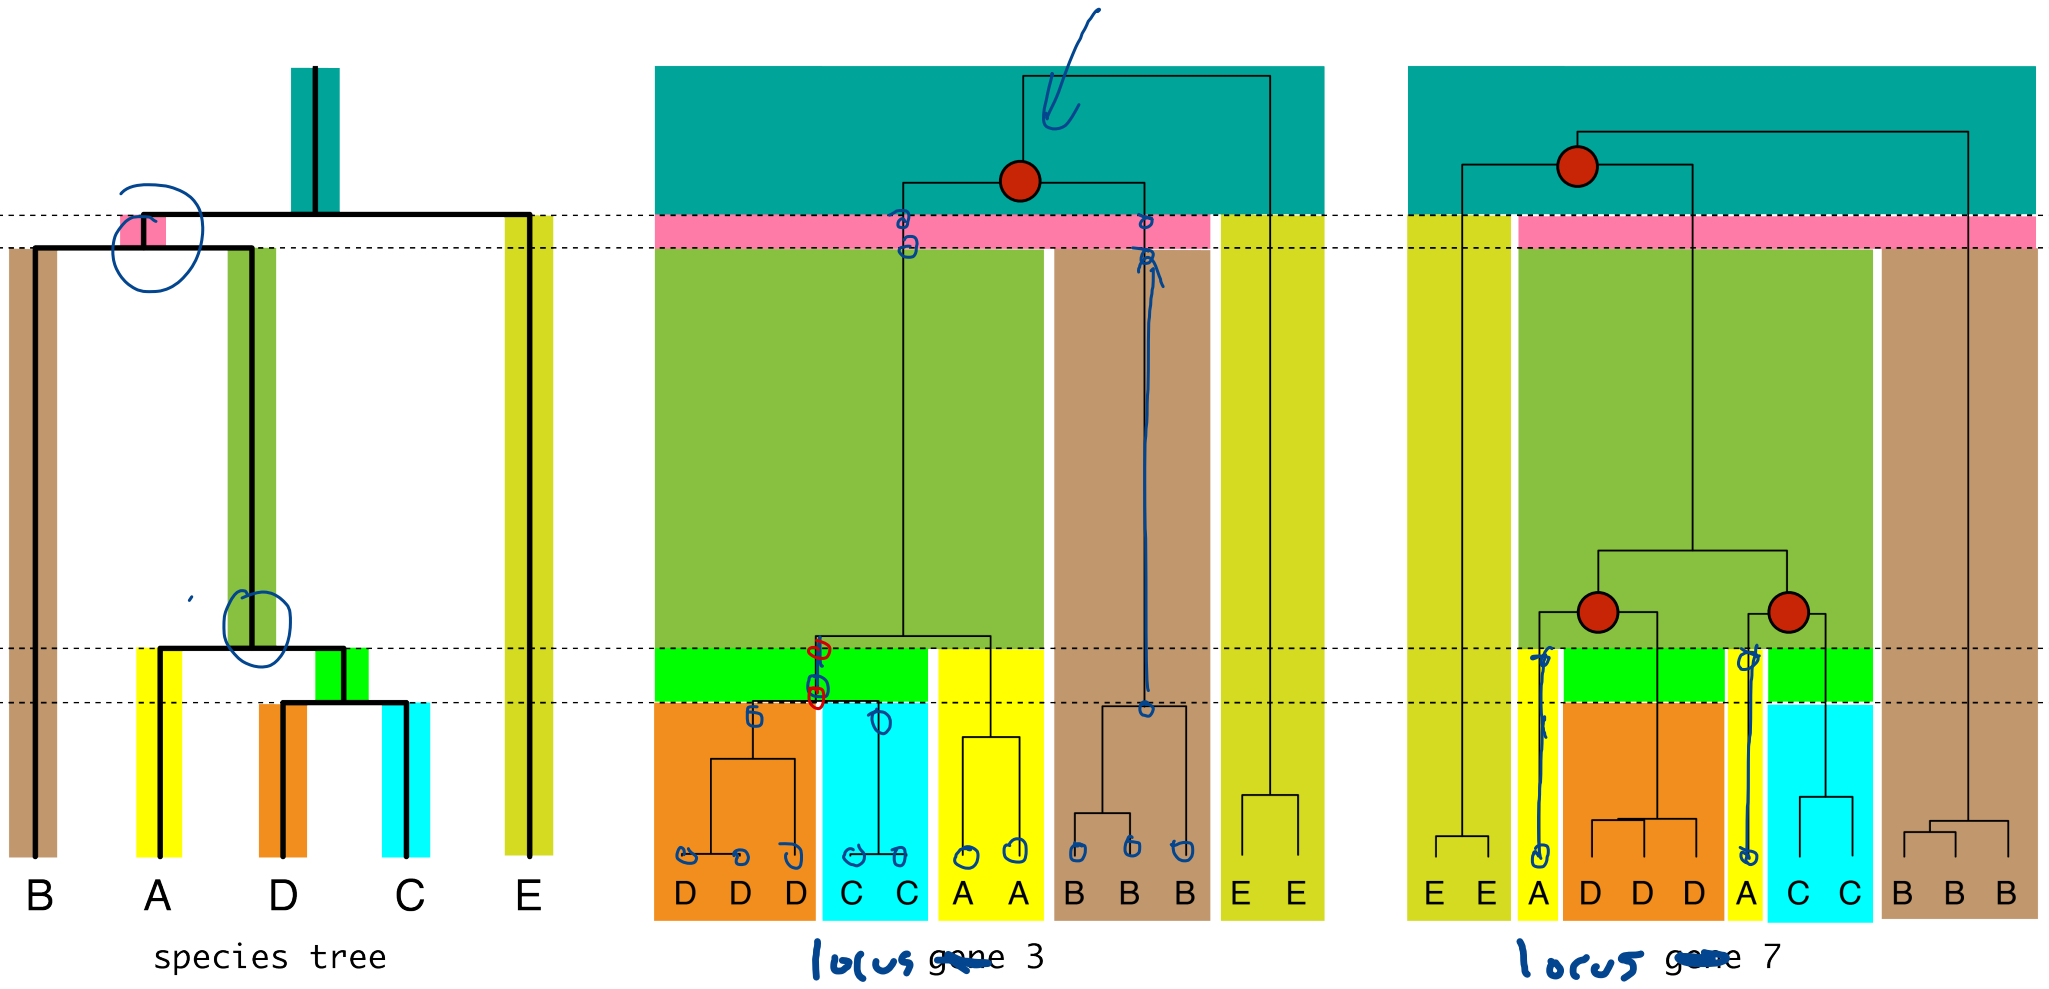 B A D C E
D D D C C A A B B B E E
E E A D D D A C C B B B
species tree
locus gene 3
locus gene 7